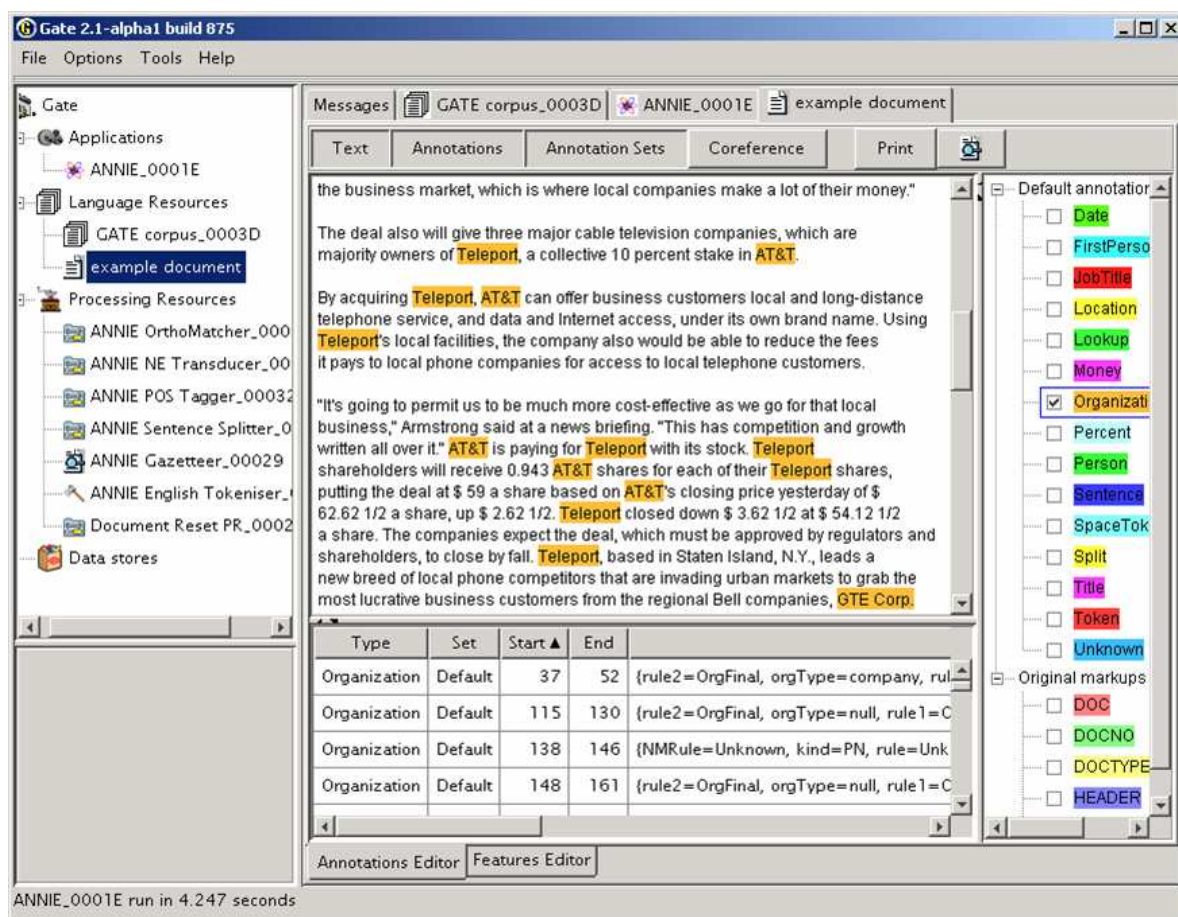 Gate 2.1-alpha1 build 875
File Options Tools Help
Gate
Applications
ANNIE_0001E
Language Resources
GATE corpus_0003D
example document
Processing Resources
ANNIE OrthoMatcher_000
ANNIE NE Transducer_00
ANNIE POS Tagger_00032
ANNIE Sentence Splitter_0
ANNIE Gazetteer_00029
ANNIE English Tokeniser_
Document Reset PR_0002
Data stores
Messages GATE corpus_0003D ANNIE_0001E example document
Text Annotations Annotation Sets Coreference Print
the business market, which is where local companies make a lot of their money."
The deal also will give three major cable television companies, which are
majority owners of Teleport, a collective 10 percent stake in AT&T.
By acquiring Teleport, AT&T can offer business customers local and long-distance
telephone service, and data and Internet access, under its own brand name. Using
Teleport's local facilities, the company also would be able to reduce the fees
it pays to local phone companies for access to local telephone customers.
"It's going to permit us to be much more cost-effective as we go for that local
business," Armstrong said at a news briefing. "This has competition and growth
written all over it." AT&T is paying for Teleport with its stock. Teleport
shareholders will receive 0.943 AT&T shares for each of their Teleport shares,
putting the deal at $ 59 a share based on AT&T's closing price yesterday of $
62.62 1/2 a share, up $ 2.62 1/2. Teleport closed down $ 3.62 1/2 at $ 54.12 1/2
a share. The companies expect the deal, which must be approved by regulators and
shareholders, to close by fall. Teleport, based in Staten Island, N.Y., leads a
new breed of local phone competitors that are invading urban markets to grab the
most lucrative business customers from the regional Bell companies, GTE Corp.
Default annotation
Date
FirstPerso
JobTitle
Location
Lookup
Money
Organizati
Percent
Person
Sentence
SpaceTok
Split
Title
Token
Unknown
Original markups
DOC
DOCNO
DOCTYPE
HEADER
Type Set Start ▲ End
Organization Default 37 52 {rule2=OrgFinal, orgType=company, rul
Organization Default 115 130 {rule2=OrgFinal, orgType=null, rule1=C
Organization Default 138 146 {NMRule=Unknown, kind=PN, rule=Unk
Organization Default 148 161 {rule2=OrgFinal, orgType=null, rule1=C
Annotations Editor Features Editor
ANNIE_0001E run in 4.247 seconds